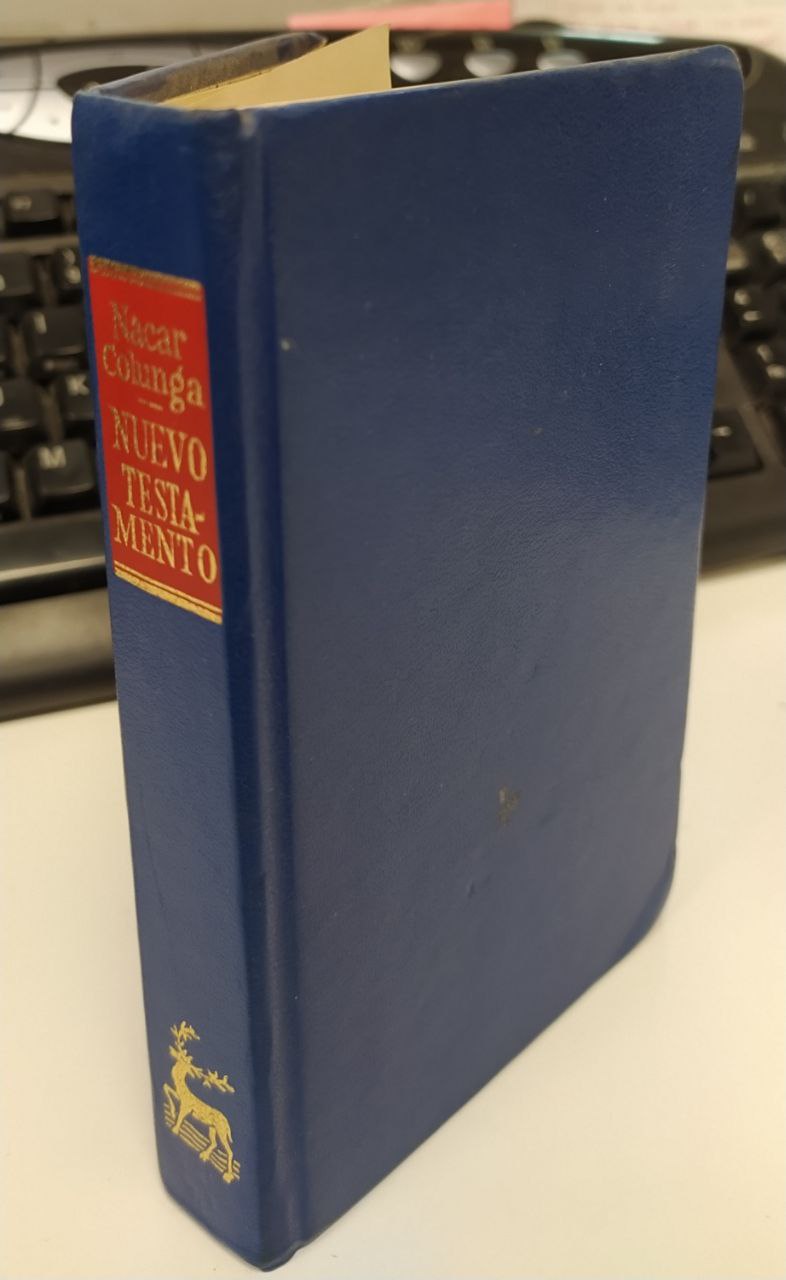 Nacar
Colunga
NUEVO
TESTA-
MENTO
M
K